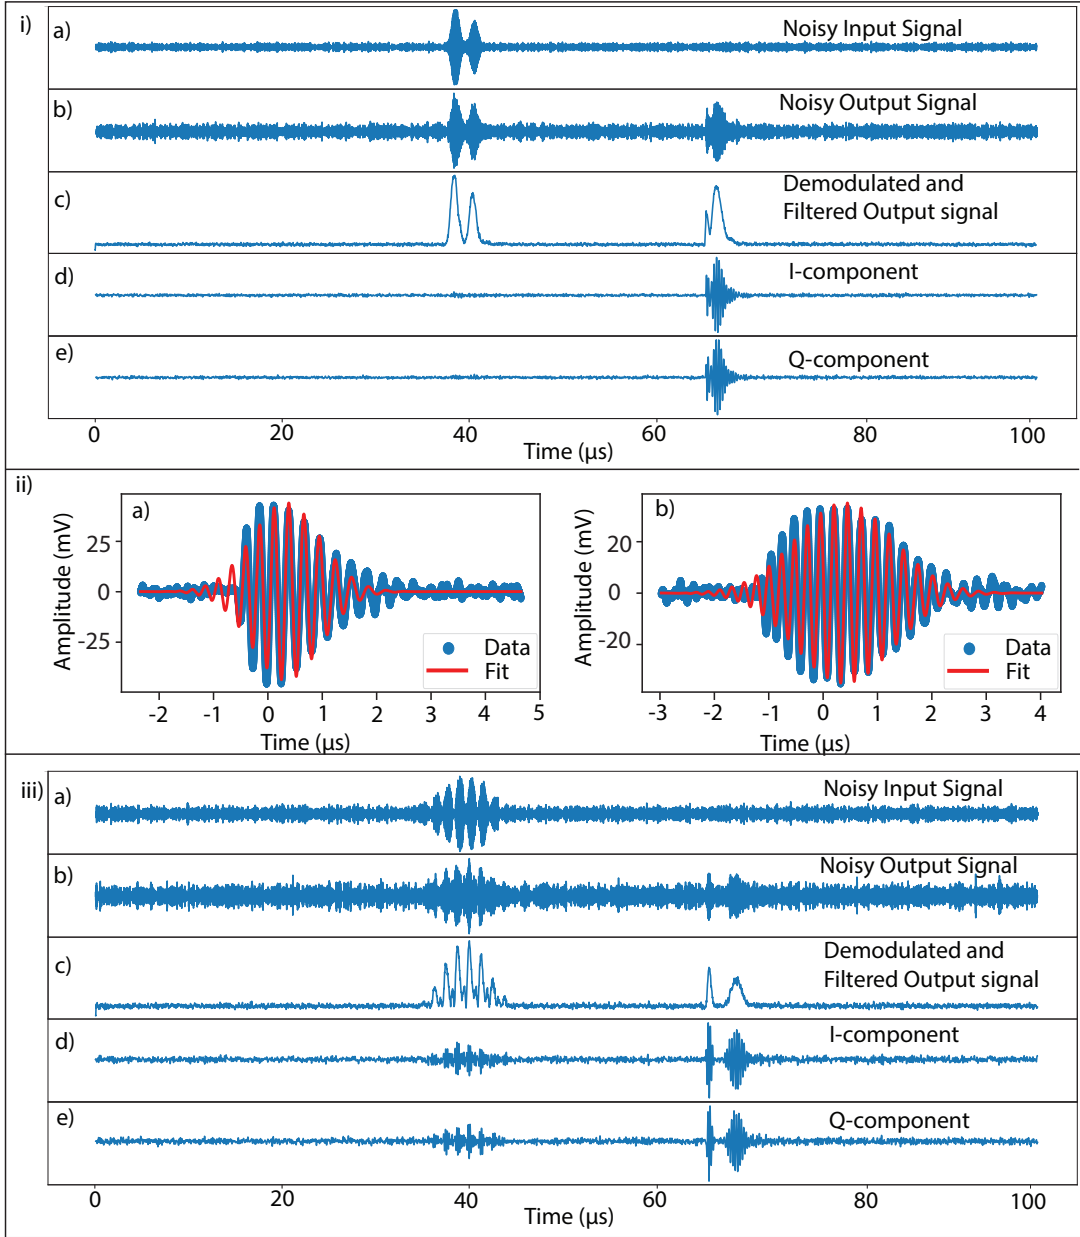 i)
a)
Noisy Input Signal
b)
Noisy Output Signal
c)
Demodulated and
Filtered Output signal
d)
I-component
e)
Q-component
0 20 40 60 80 100
Time (μs)
ii)
a)
Amplitude (mV)
25
0
-25
Data
Fit
-2 -1 0 1 2 3 4 5
Time (μs)
b)
Amplitude (mV)
20
0
-20
Data
Fit
-3 -2 -1 0 1 2 3 4
Time (μs)
iii)
a)
Noisy Input Signal
b)
Noisy Output Signal
c)
Demodulated and
Filtered Output signal
d)
I-component
e)
Q-component
0 20 40 60 80 100
Time (μs)